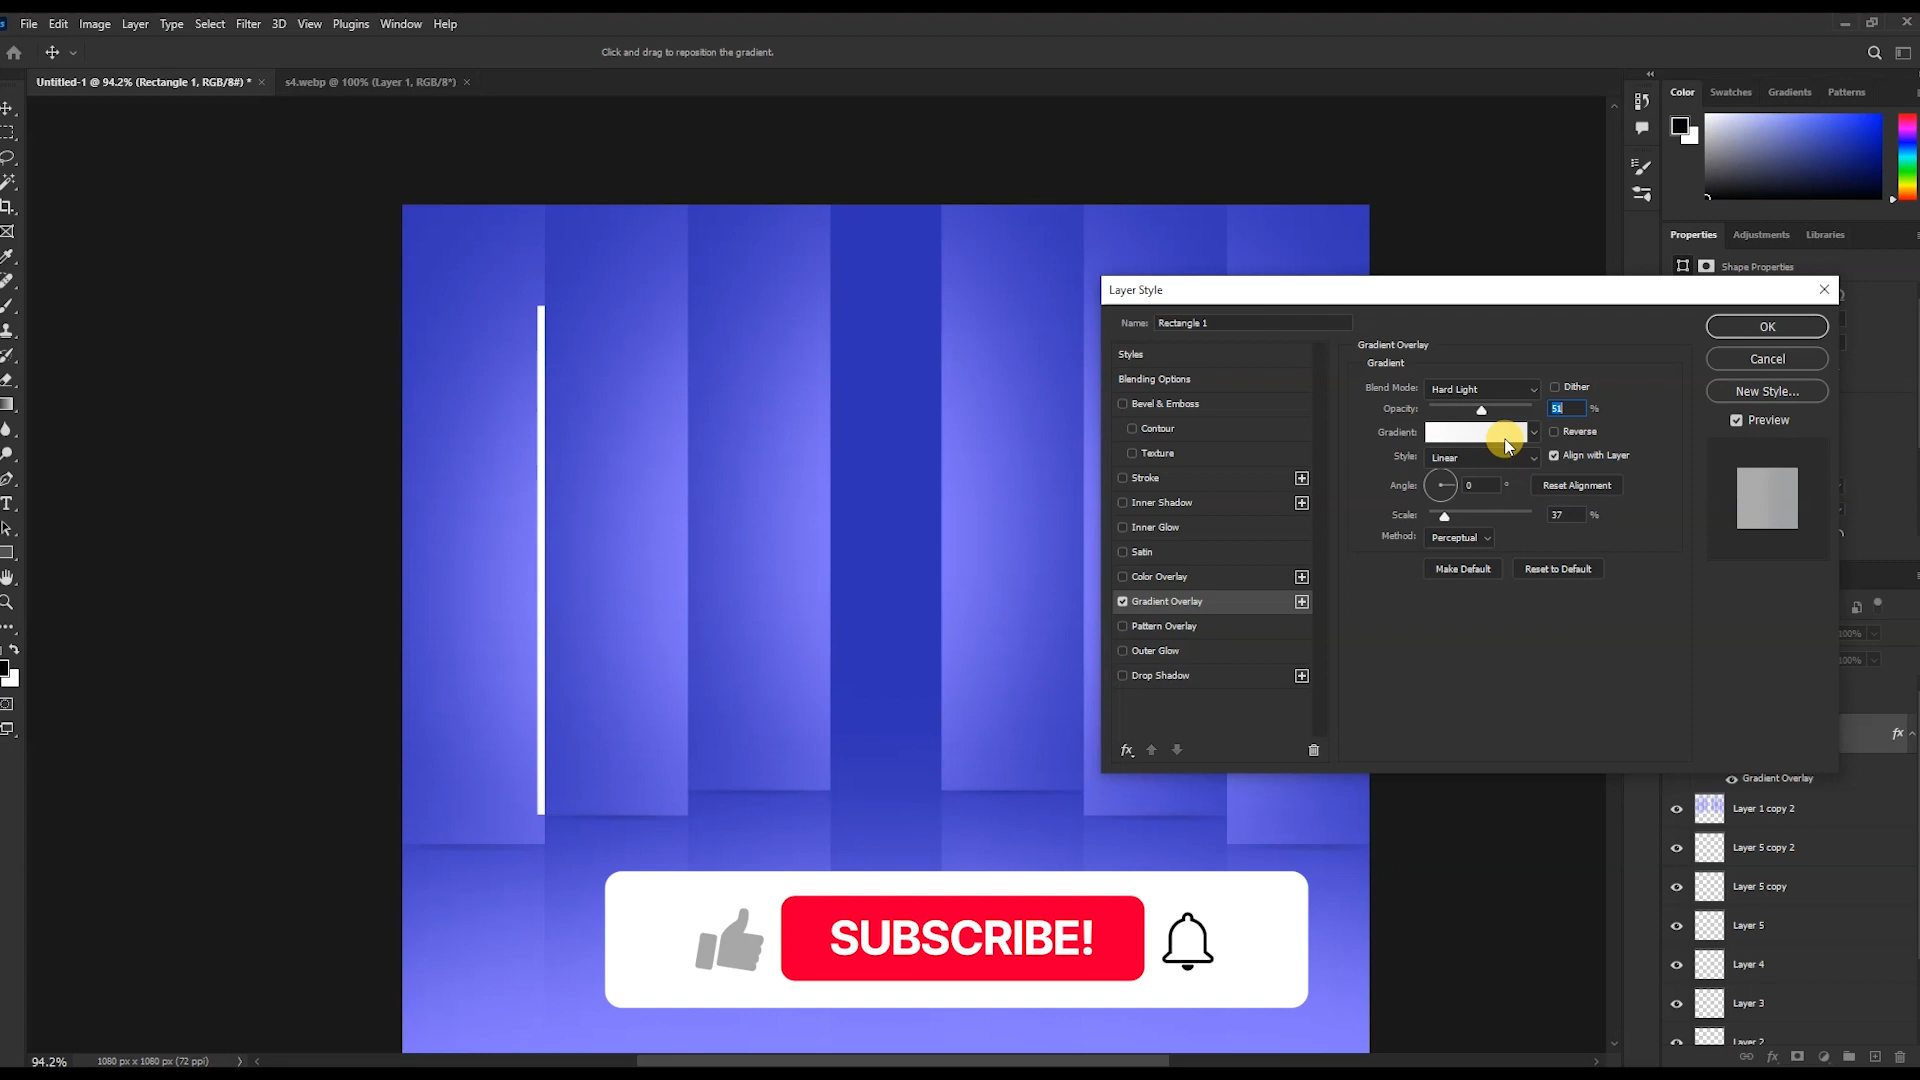 File Edit Image Layer Type Select Filter 3D View Plugins Window Help
Click and drag to reposition the gradient.
Untitled-1 @ 94.2% (Rectangle 1, RGB/8#) * × s4.webp @ 100% (Layer 1, RGB/8*) ×
Color Swatches Gradients Patterns
Properties Adjustments Libraries
Shape Properties
Layer Style
Name: Rectangle 1
OK
Cancel
New Style...
Preview
Styles
Blending Options
Bevel & Emboss
Contour
Texture
Stroke
Inner Shadow
Inner Glow
Satin
Color Overlay
Gradient Overlay
Pattern Overlay
Outer Glow
Drop Shadow
fx
Gradient Overlay
Gradient
Blend Mode: Hard Light Dither
Opacity: 51 %
Gradient: Reverse
Style: Linear Align with Layer
Angle: 0 ° Reset Alignment
Scale: 37 %
Method: Perceptual
Make Default Reset to Default
100%
100%
fx
Gradient Overlay
Layer 1 copy 2
Layer 5 copy 2
Layer 5 copy
Layer 5
Layer 4
Layer 3
Layer 2
fx
SUBSCRIBE!
94.2% 1080 px x 1080 px (72 ppi)